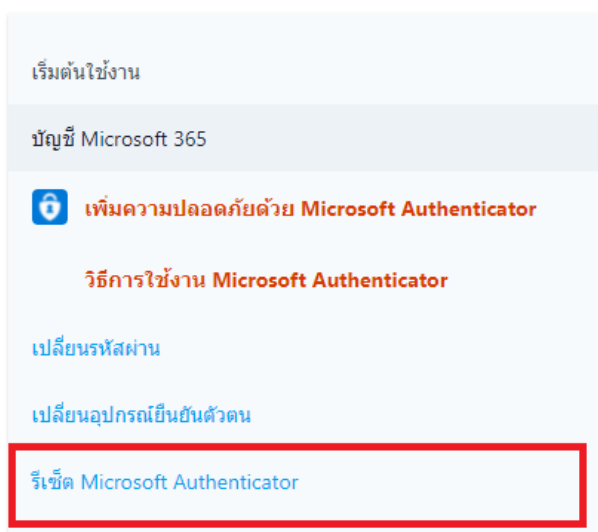 เริ่มต้นใช้งาน
บัญชี Microsoft 365
เพิ่มความปลอดภัยด้วย Microsoft Authenticator
วิธีการใช้งาน Microsoft Authenticator
เปลี่ยนรหัสผ่าน
เปลี่ยนอุปกรณ์ยืนยันตัวตน
รีเซ็ต Microsoft Authenticator